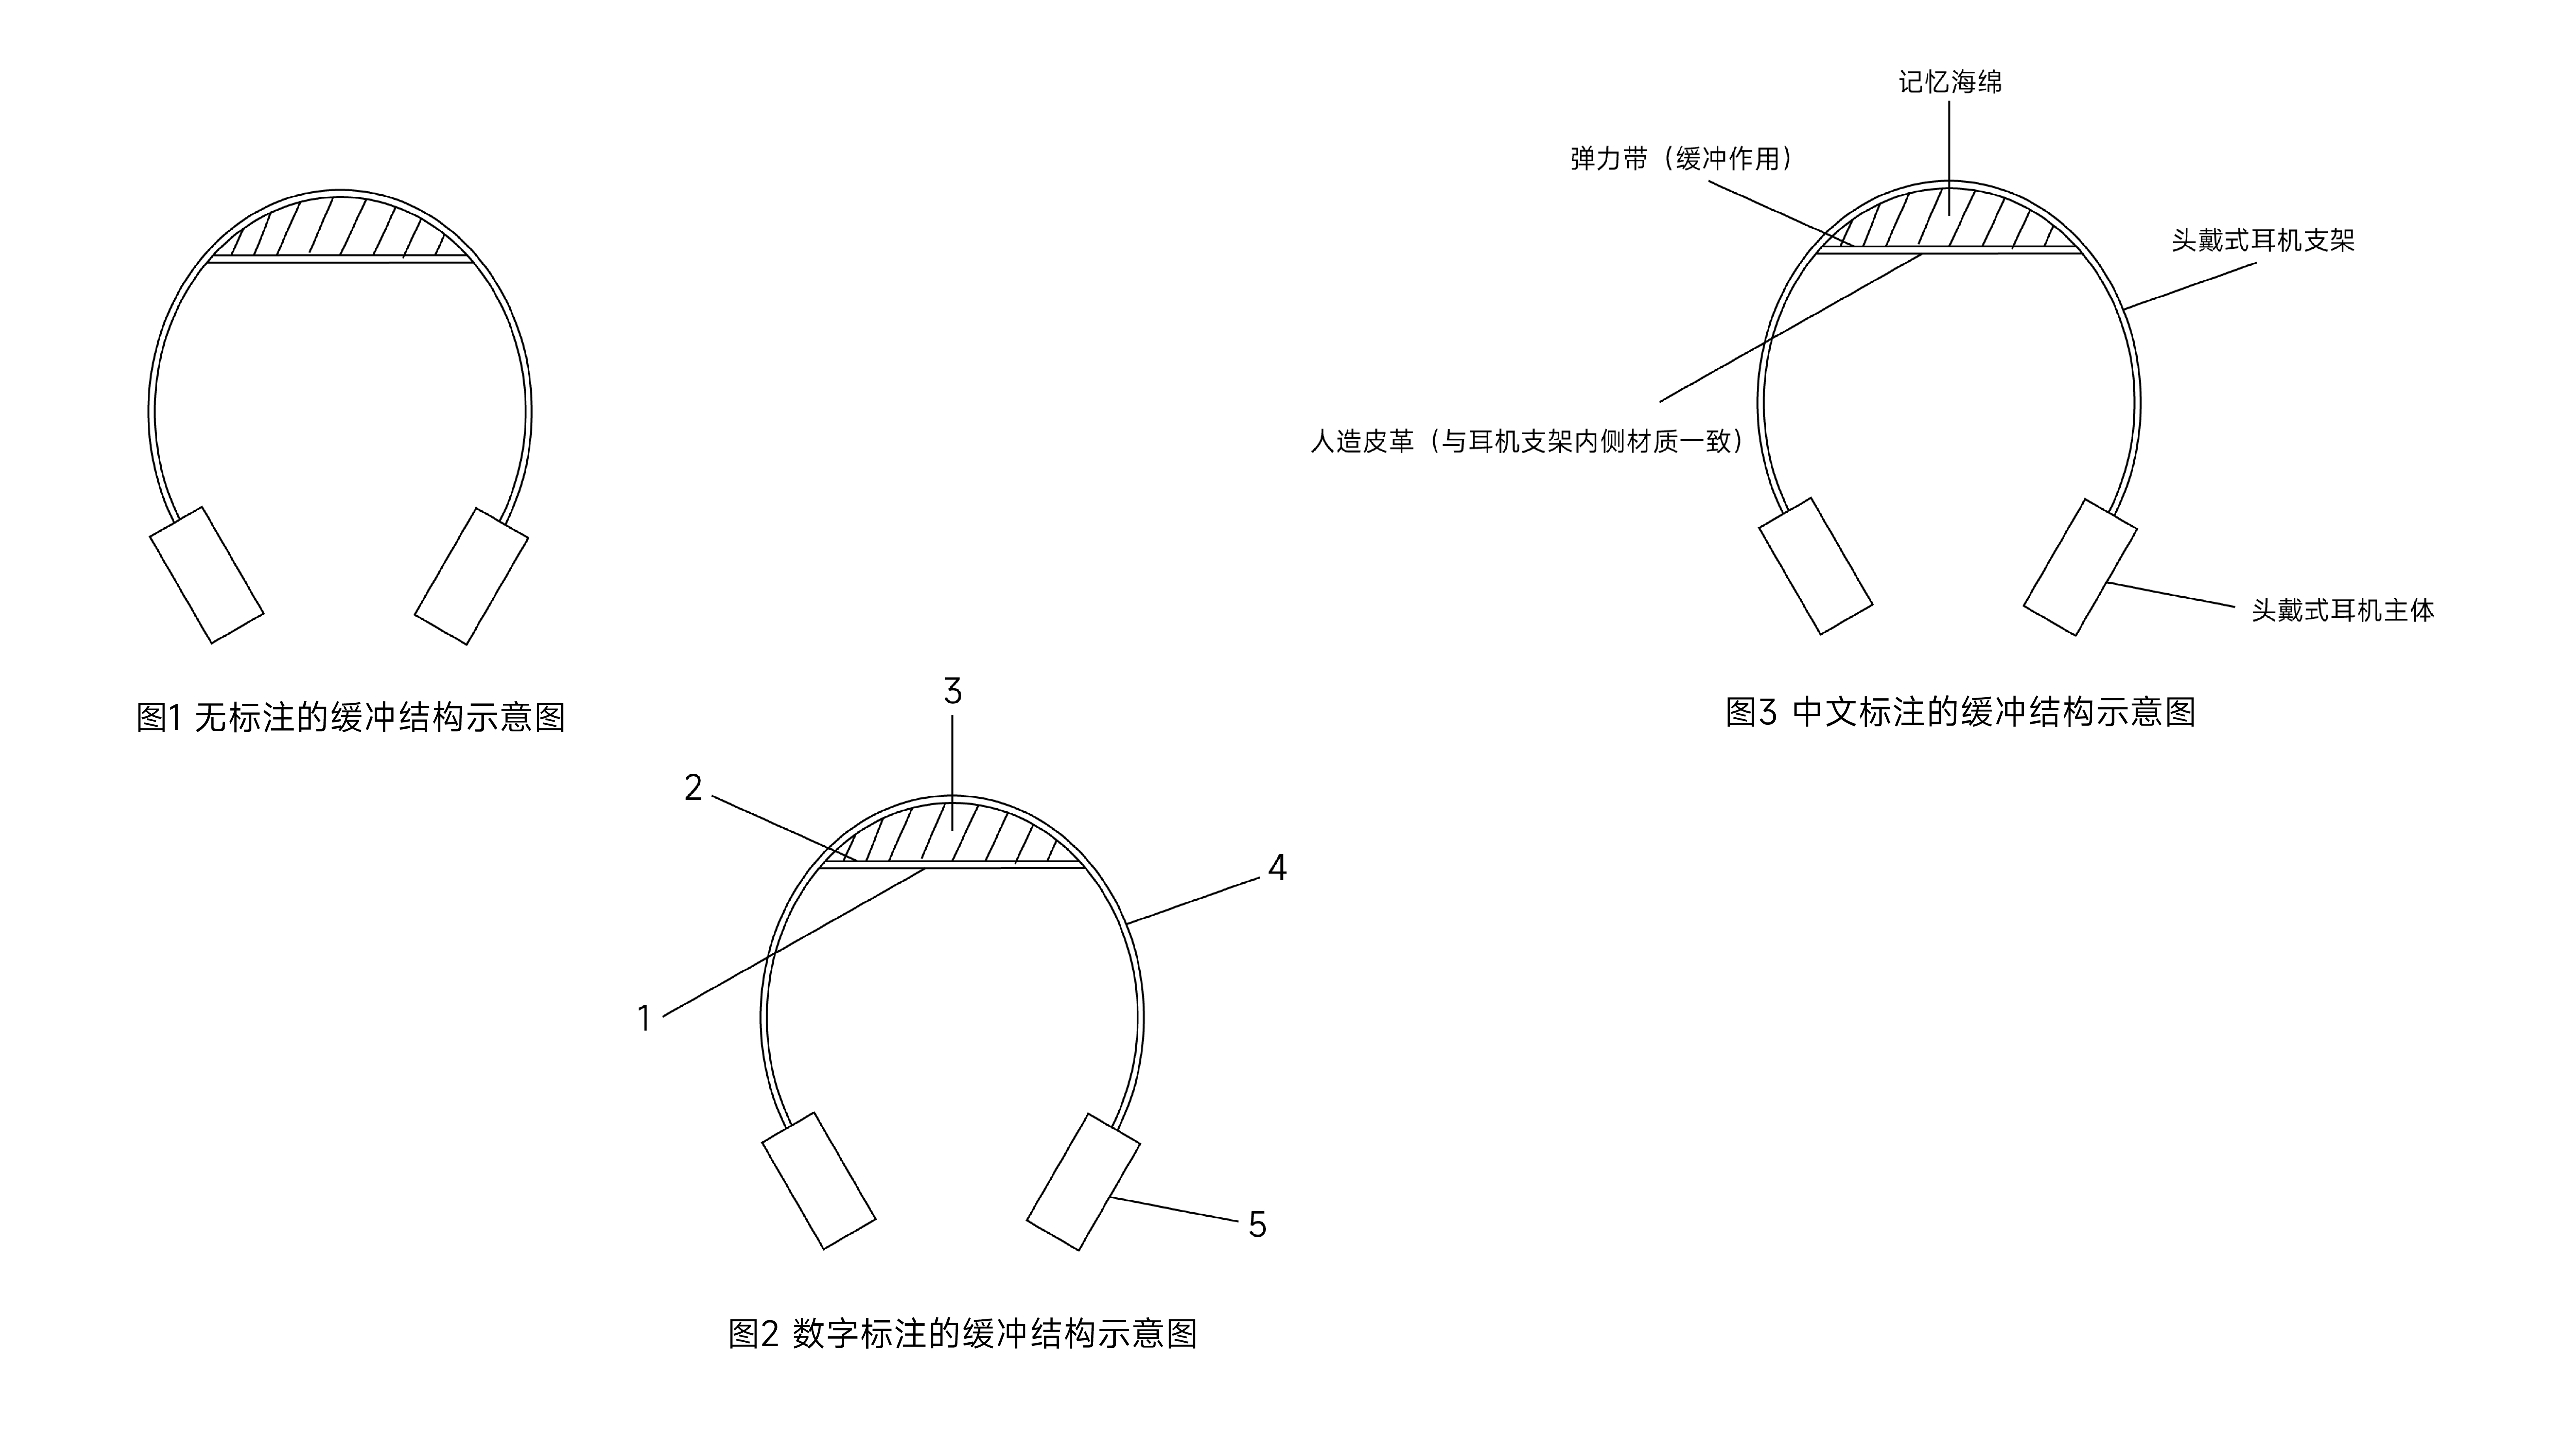 图1 无标注的缓冲结构示意图
3
2
4
1
5
图2 数字标注的缓冲结构示意图
记忆海绵
弹力带（缓冲作用）
头戴式耳机支架
人造皮革（与耳机支架内侧材质一致）
头戴式耳机主体
图3 中文标注的缓冲结构示意图